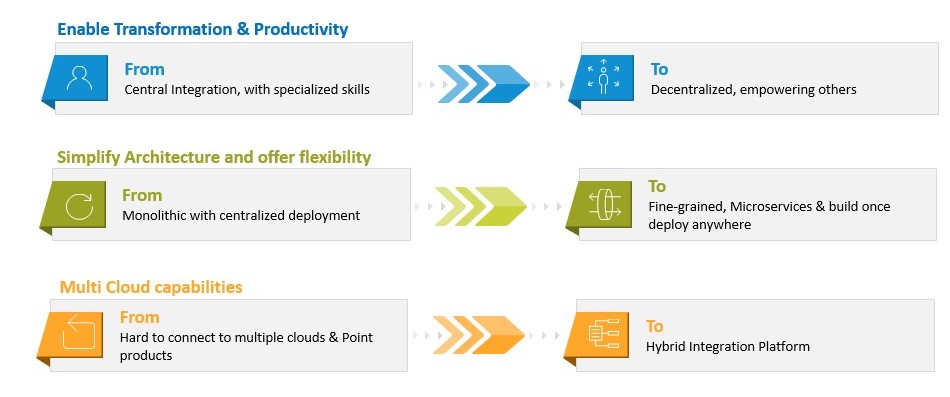 Enable Transformation & Productivity
From
Central Integration, with specialized skills
To
Decentralized, empowering others
Simplify Architecture and offer flexibility
From
Monolithic with centralized deployment
To
Fine-grained, Microservices & build once
deploy anywhere
Multi Cloud capabilities
From
Hard to connect to multiple clouds & Point
products
To
Hybrid Integration Platform